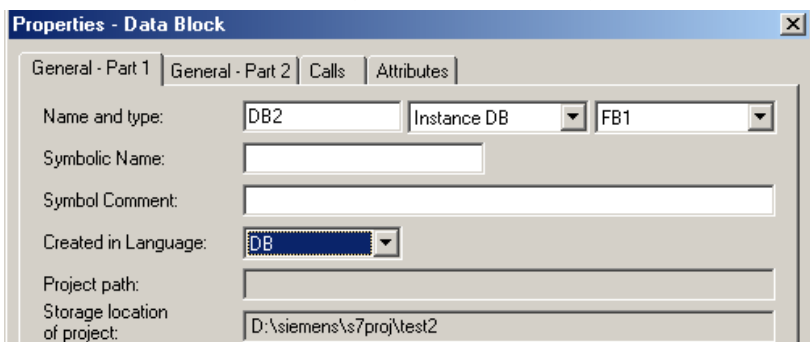 Properties - Data Block
General - Part 1 General - Part 2 Calls Attributes
Name and type: DB2 Instance DB FB1
Symbolic Name:
Symbol Comment:
Created in Language: DB
Project path:
Storage location
of project: D:\siemens\s7proj\test2